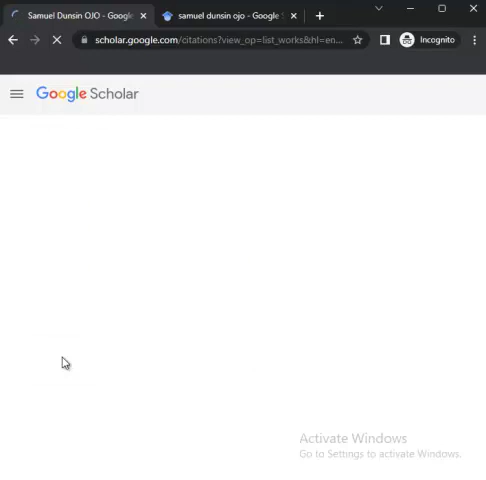 Samuel Dunsin OJO - Google
samuel dunsin ojo - Google S
scholar.google.com/citations?view_op=list_works&hl=en...
Incognito
Google Scholar
Activate Windows
Go to Settings to activate Windows.